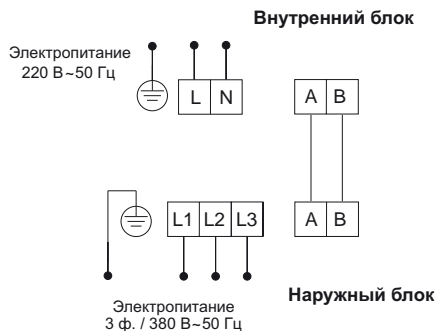 Внутренний блок
Электропитание
220 В~50 Гц
L N
A B
L1 L2 L3
A B
Наружный блок
Электропитание
3 ф. / 380 В~50 Гц